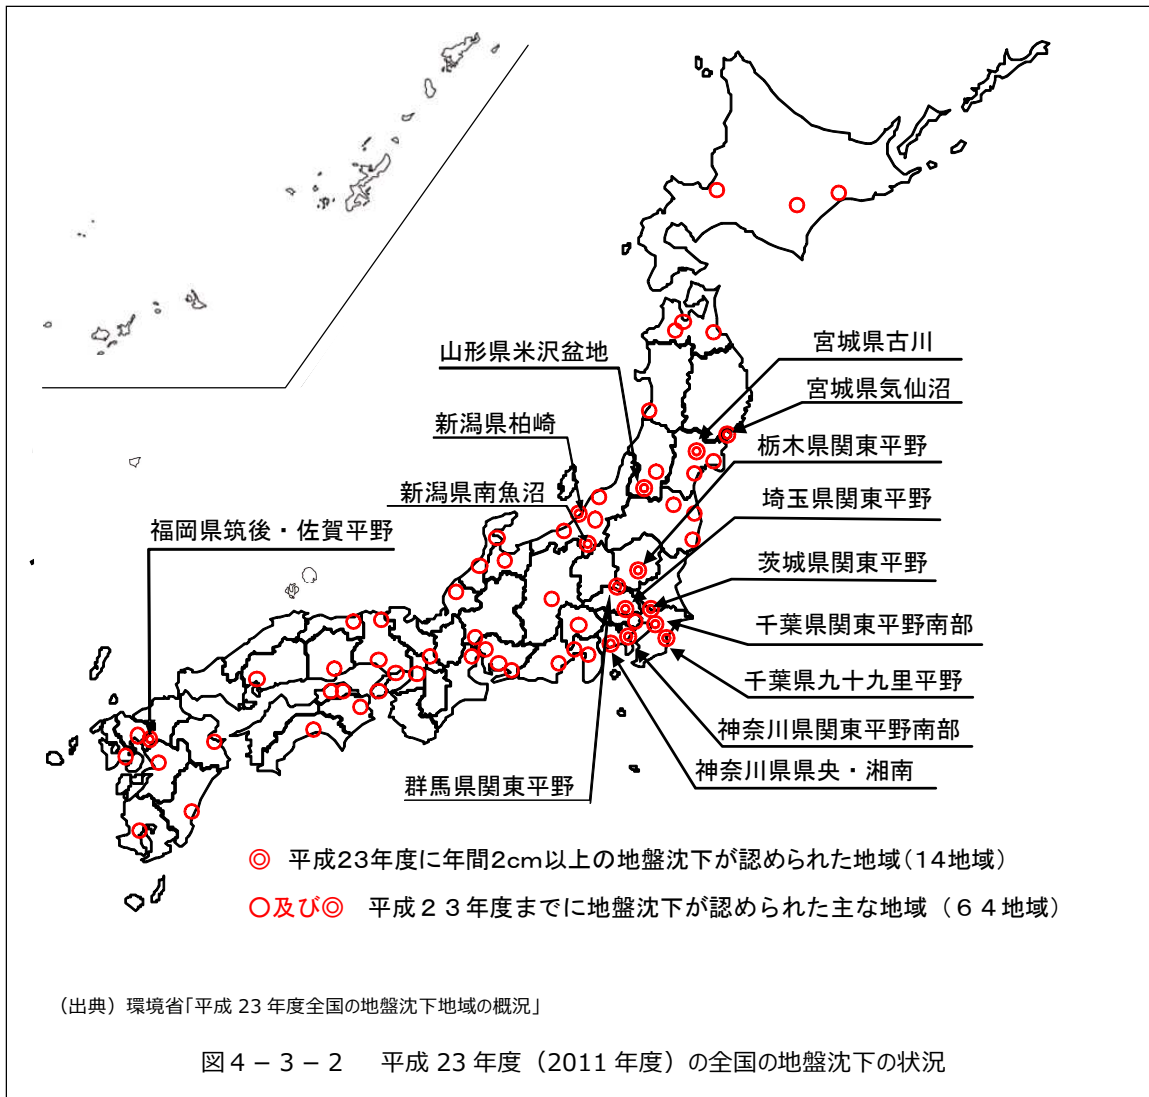 山形県米沢盆地
宮城県古川
宮城県気仙沼
新潟県柏崎
栃木県関東平野
新潟県南魚沼
埼玉県関東平野
福岡県筑後・佐賀平野
茨城県関東平野
千葉県関東平野南部
千葉県九十九里平野
神奈川県関東平野南部
神奈川県県央・湘南
群馬県関東平野
◎ 平成23年度に年間2cm以上の地盤沈下が認められた地域(14地域)
○及び◎ 平成２３年度までに地盤沈下が認められた主な地域（６４地域）
（出典）環境省「平成 23 年度全国の地盤沈下地域の概況」
図４－３－２ 平成 23 年度（2011 年度）の全国の地盤沈下の状況